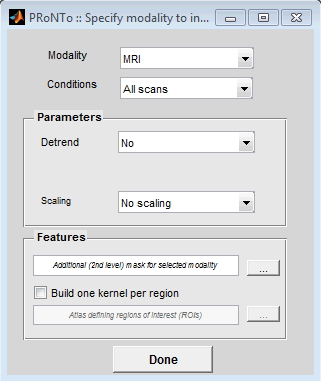 PRoNTo :: Specify modality to in...
Modality
MRI
Conditions
All scans
Parameters
Detrend
No
Scaling
No scaling
Features
Additional (2nd level) mask for selected modality
...
Build one kernel per region
Atlas defining regions of interest (ROIs)
...
Done